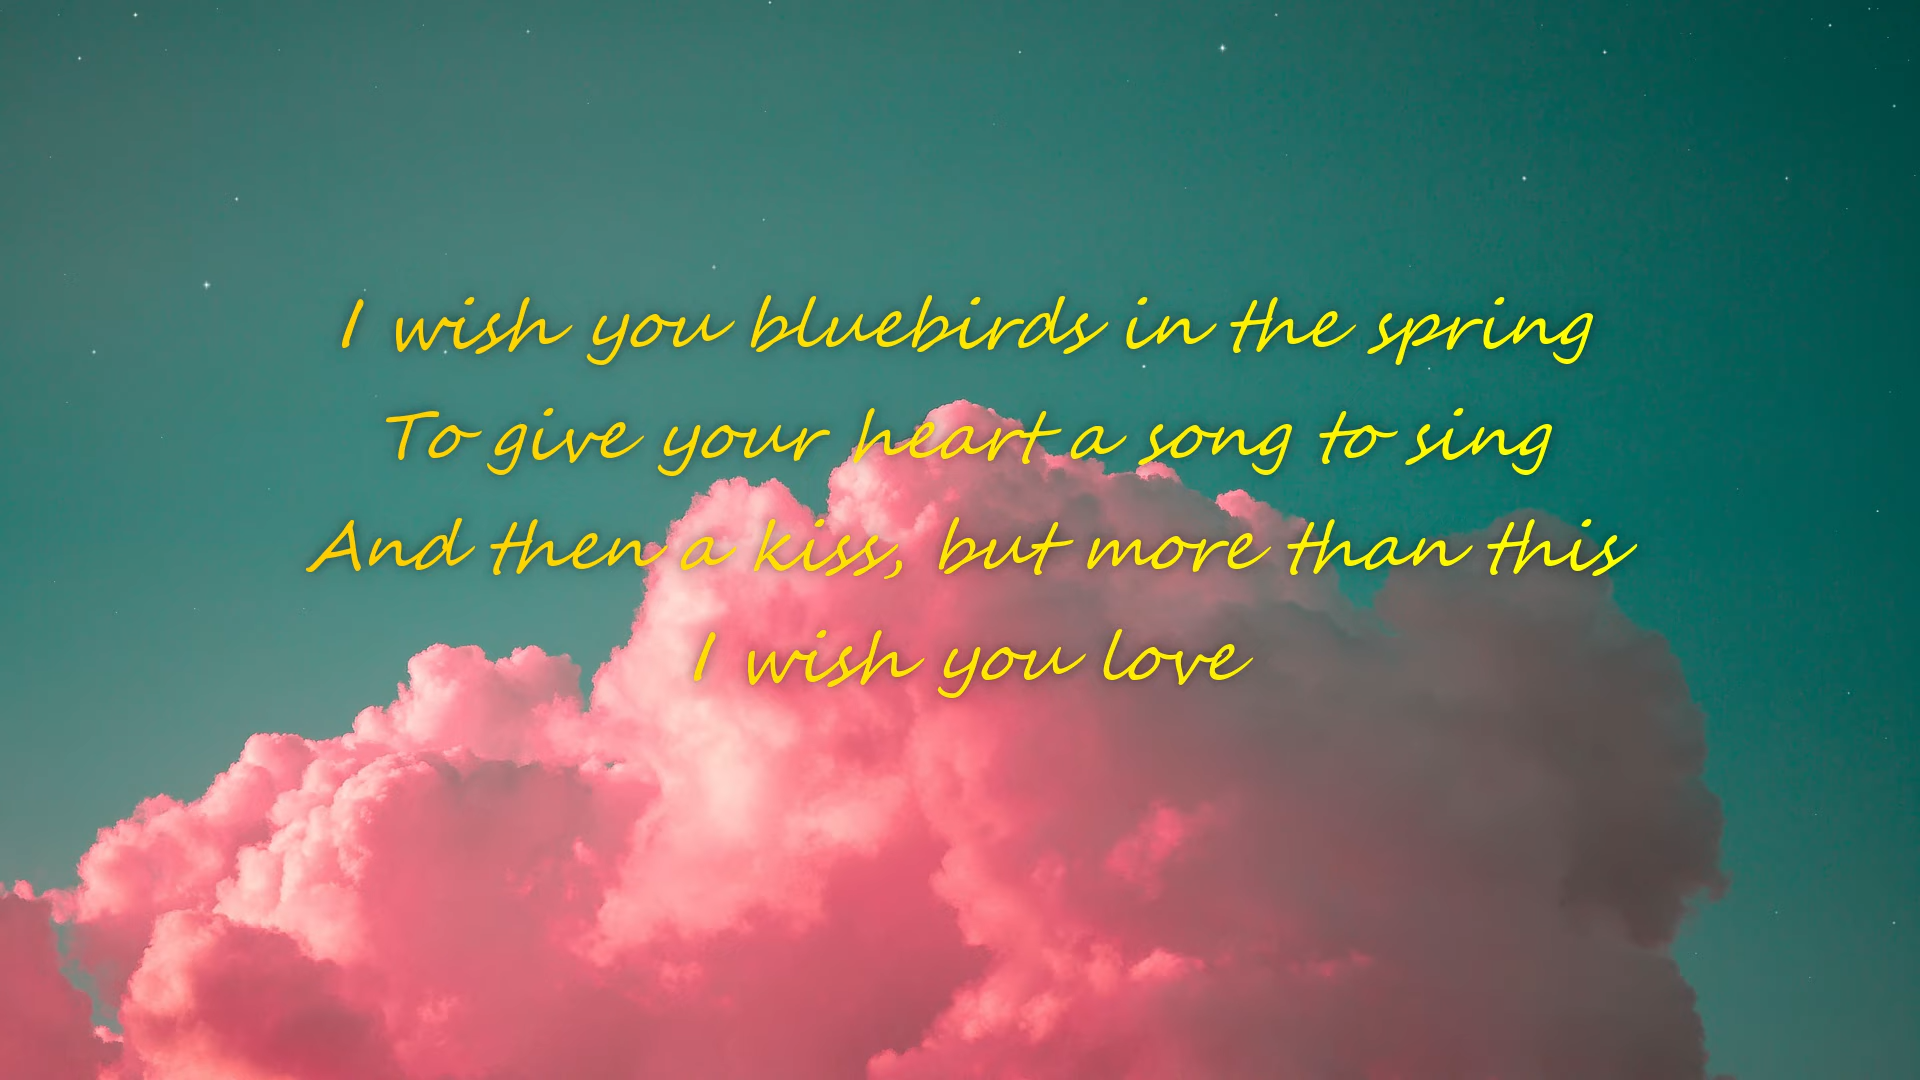 I wish you bluebirds in the spring
To give your heart a song to sing
And then a kiss, but more than this
I wish you love